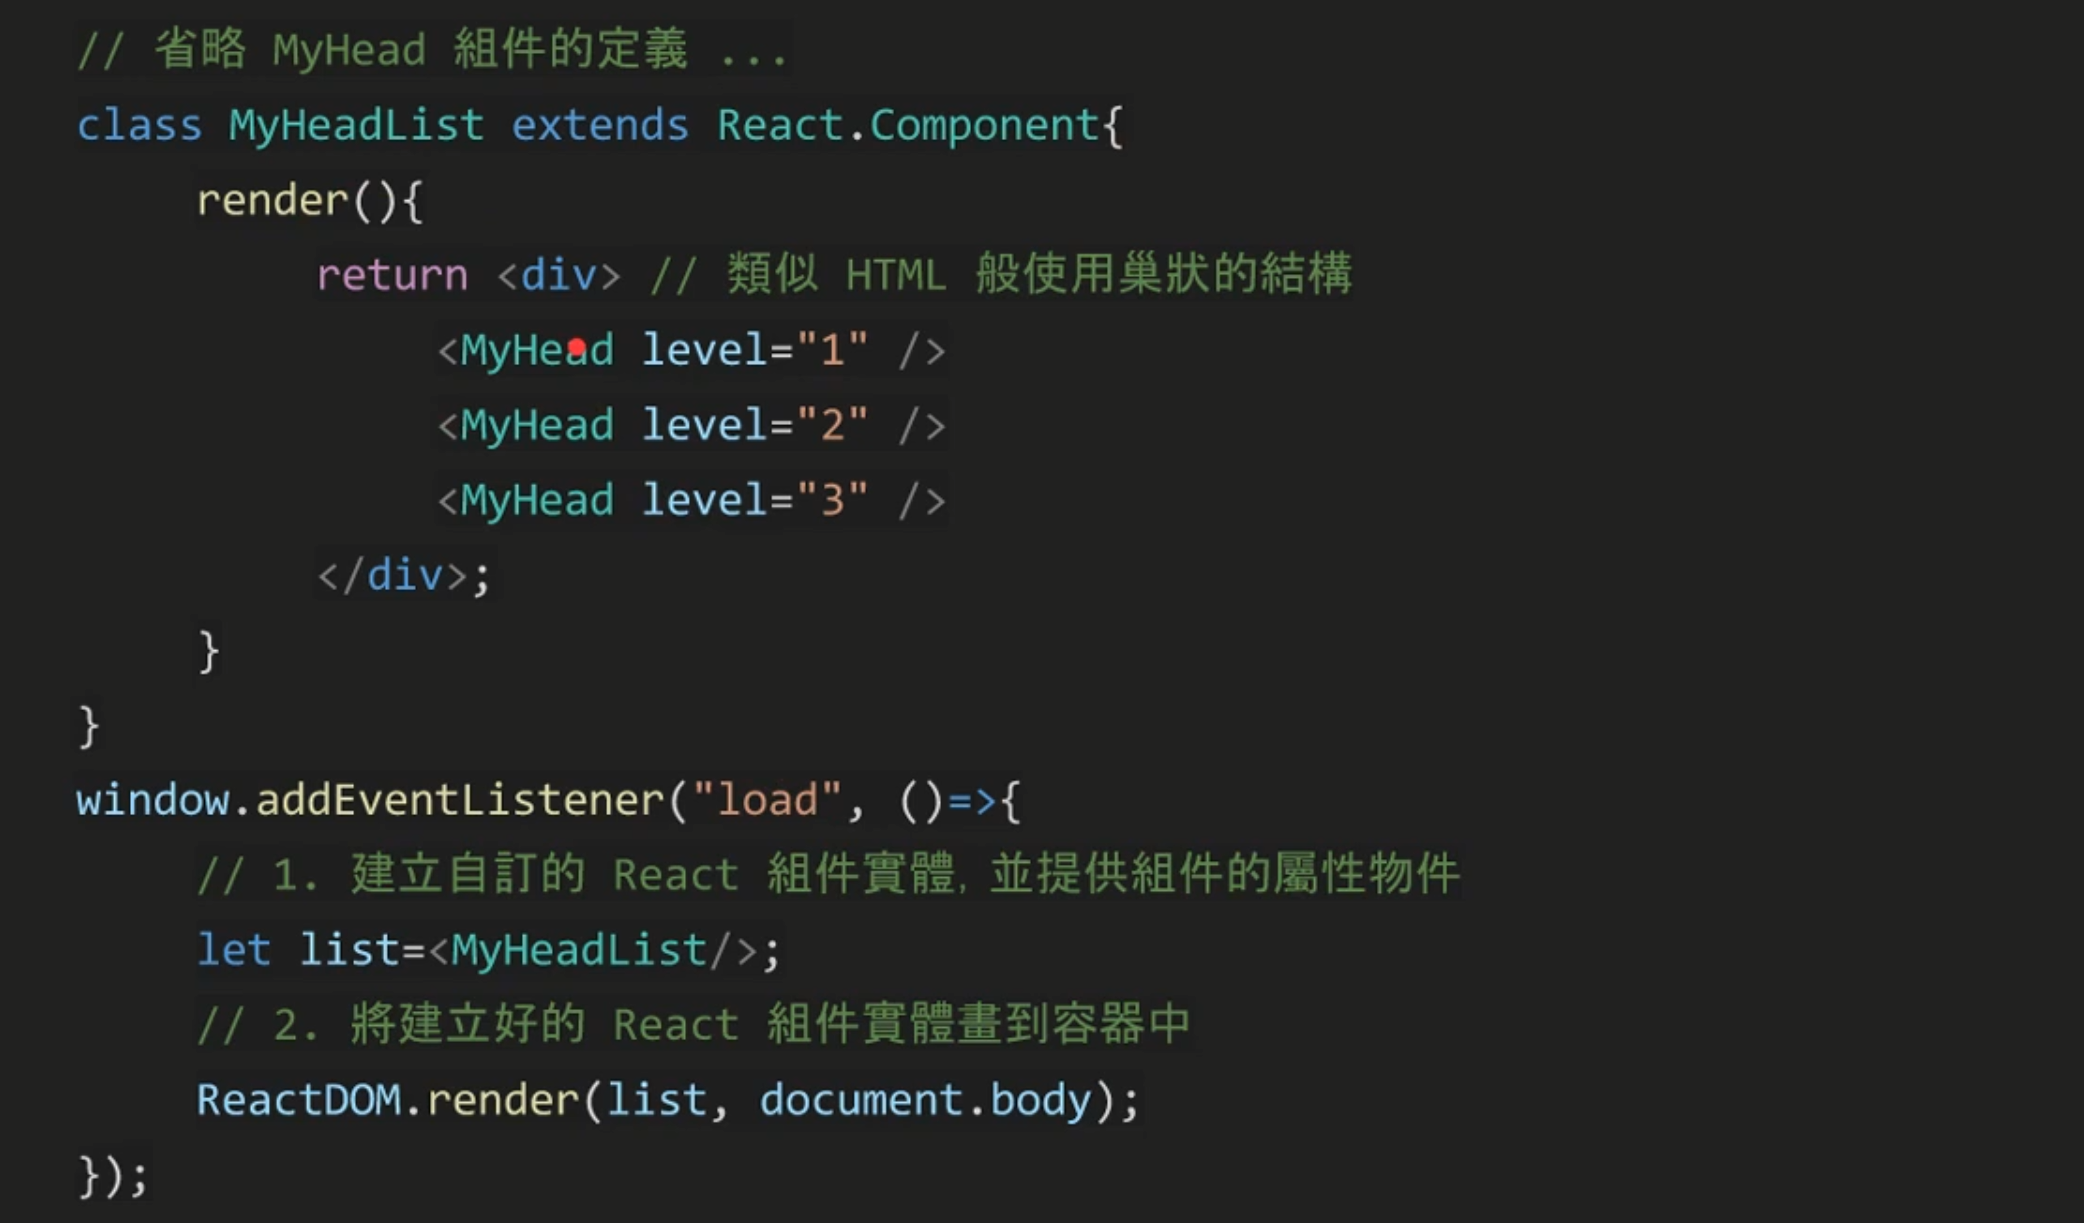 // 省略 MyHead 組件的定義 ...
class MyHeadList extends React.Component{
render(){
return <div> // 類似 HTML 般使用巢狀的結構
<MyHead level="1" />
<MyHead level="2" />
<MyHead level="3" />
</div>;
}
}
window.addEventListener("load", ()=>{
// 1. 建立自訂的 React 組件實體, 並提供組件的屬性物件
let list=<MyHeadList/>;
// 2. 將建立好的 React 組件實體畫到容器中
ReactDOM.render(list, document.body);
});